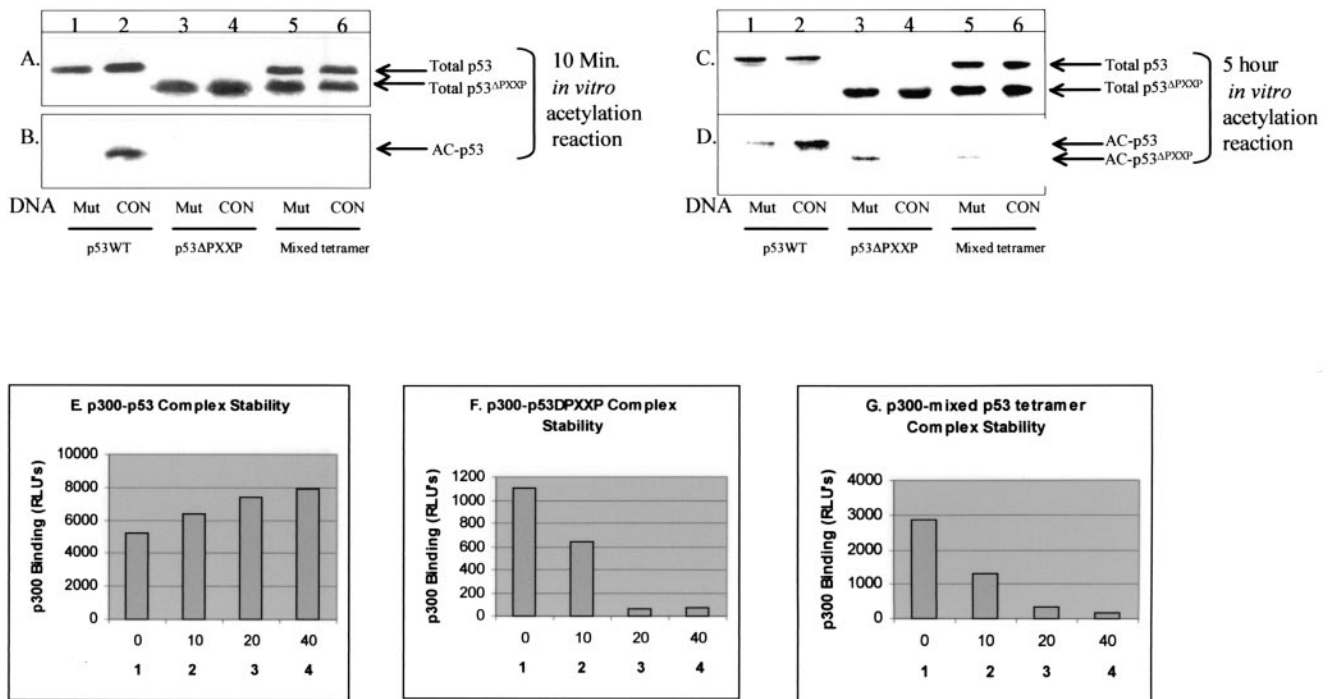 1 2 3 4 5 6
A.
Total p53
Total p53ΔPXXP
B.
AC-p53
10 Min.
in vitro
acetylation
reaction
DNA Mut CON Mut CON Mut CON
p53WT p53ΔPXXP Mixed tetramer
1 2 3 4 5 6
C.
Total p53
Total p53ΔPXXP
D.
AC-p53
AC-p53ΔPXXP
5 hour
in vitro
acetylation
reaction
DNA Mut CON Mut CON Mut CON
p53WT p53ΔPXXP Mixed tetramer
E. p300-p53 Complex Stability
p300 Binding (RLU's)
10000
8000
6000
4000
2000
0
0 10 20 40
1 2 3 4
F. p300-p53DPXXP Complex
Stability
p300 Binding (RLU's)
1200
1000
800
600
400
200
0
0 10 20 40
1 2 3 4
G. p300-mixed p53 tetramer
Complex Stability
p300 Binding (RLU's)
4000
3000
2000
1000
0
0 10 20 40
1 2 3 4